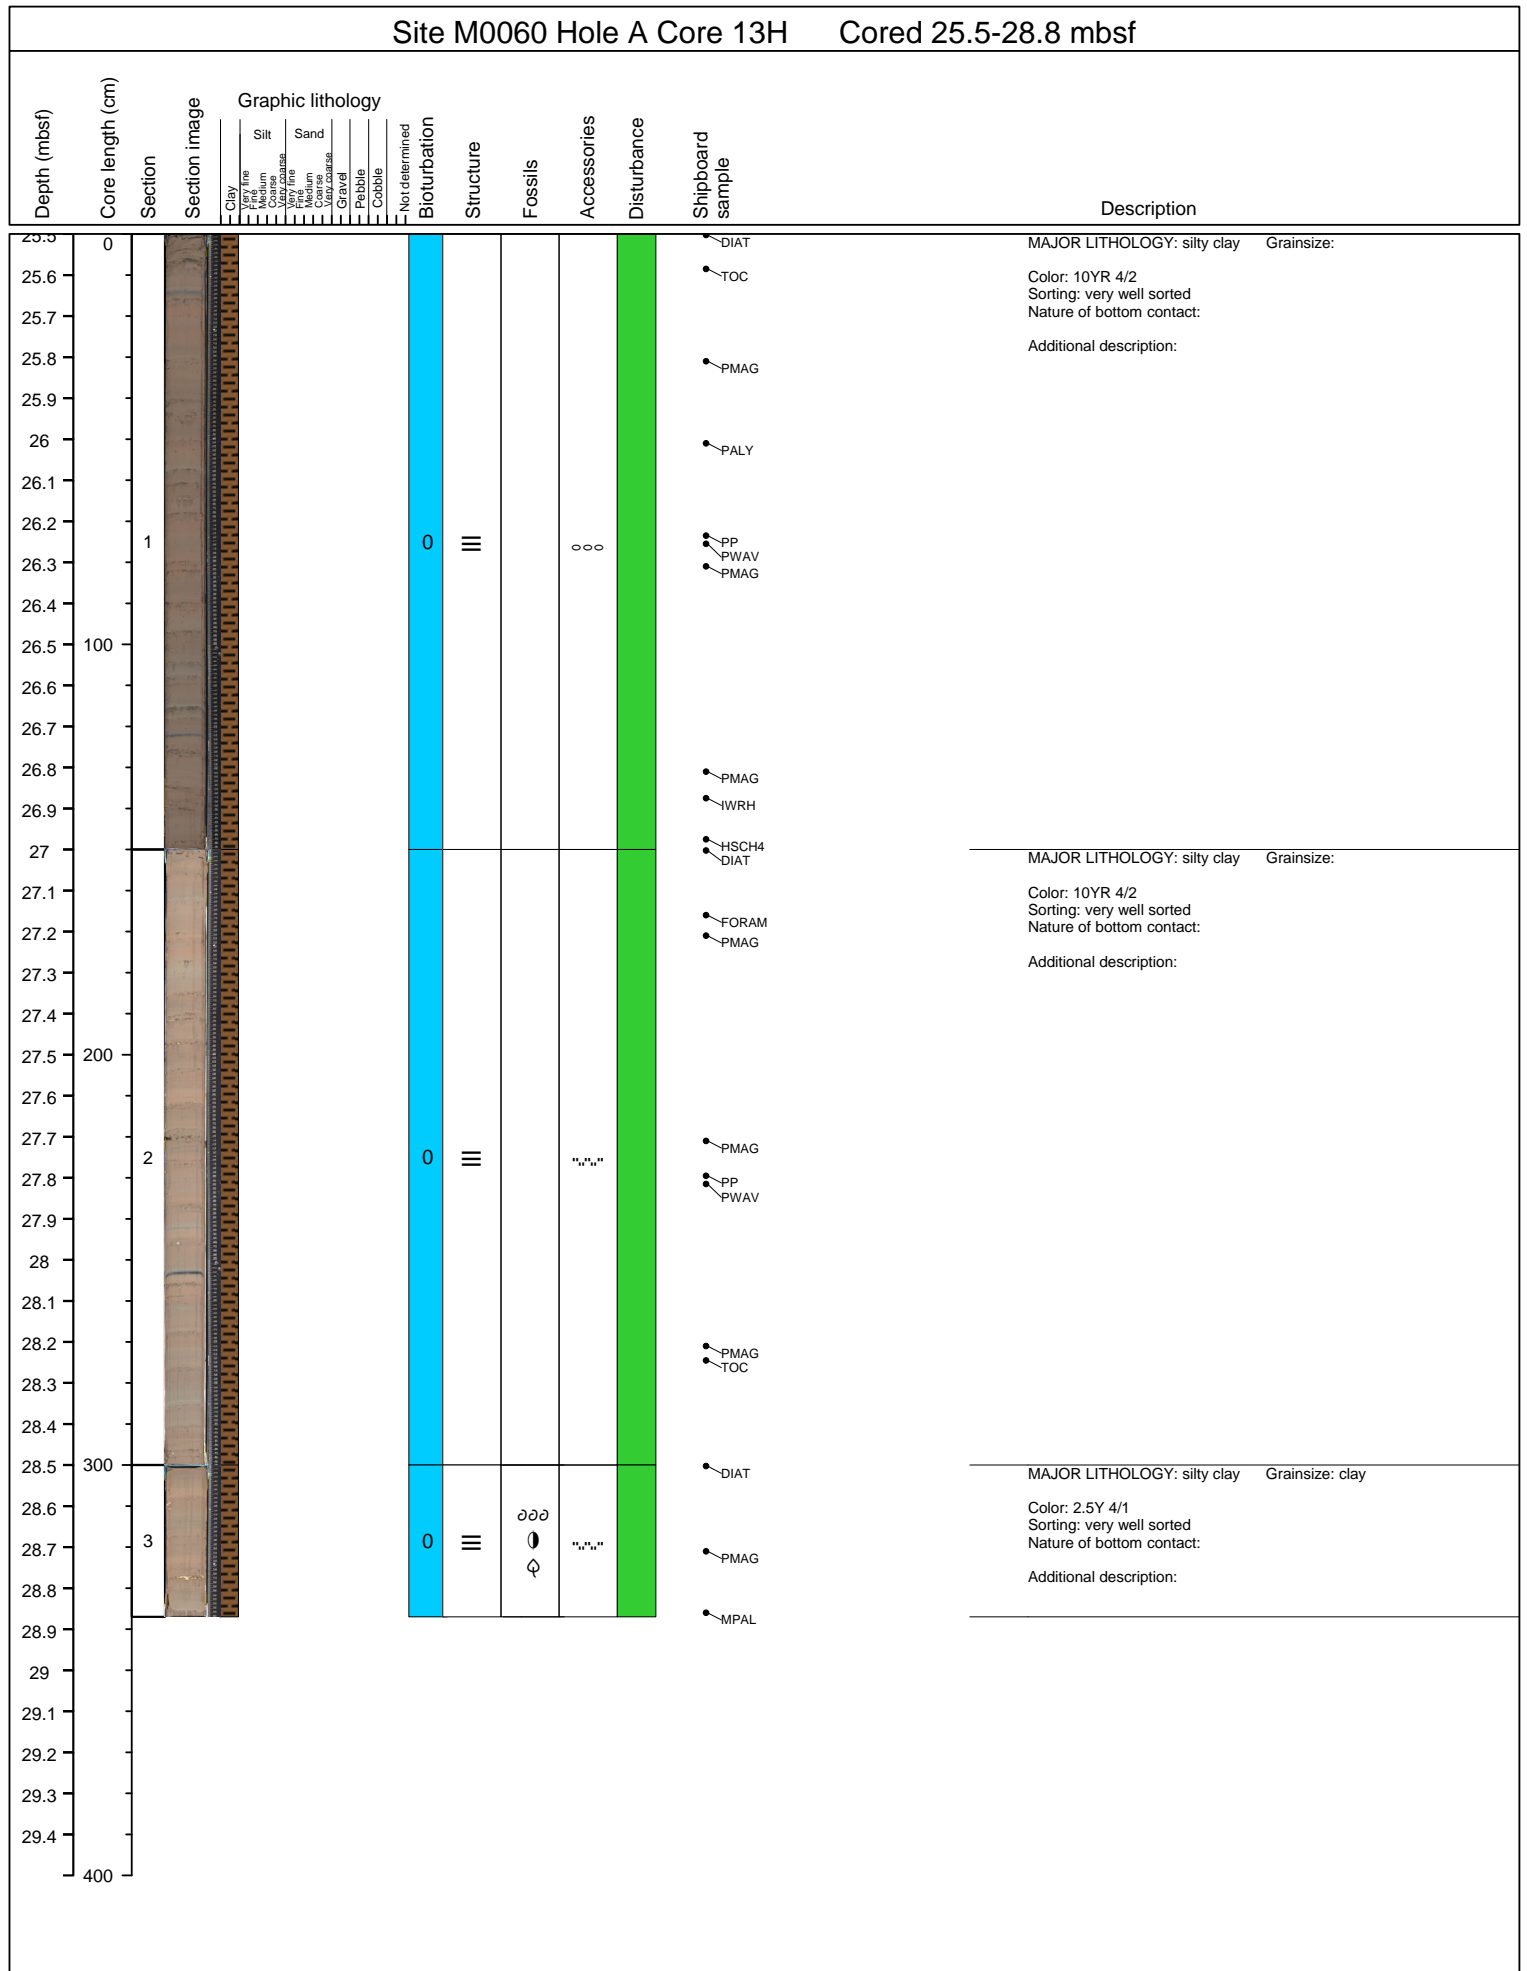 Site M0060 Hole A Core 13H Cored 25.5-28.8 mbsf
Depth (mbsf)
Core length (cm)
Section
Section image
Graphic lithology
Clay
Silt
Very fine
Fine
Medium
Coarse
Very coarse
Sand
Very fine
Fine
Medium
Coarse
Very coarse
Gravel
Pebble
Cobble
Not determined
Bioturbation
Structure
Fossils
Accessories
Disturbance
Shipboard
sample
Description
25.5
25.6
25.7
25.8
25.9
26
26.1
26.2
26.3
26.4
26.5
26.6
26.7
26.8
26.9
27
27.1
27.2
27.3
27.4
27.5
27.6
27.7
27.8
27.9
28
28.1
28.2
28.3
28.4
28.5
28.6
28.7
28.8
28.9
29
29.1
29.2
29.3
29.4
0
100
200
300
400
1
2
3
0
0
0
DIAT
TOC
PMAG
PALY
PP
PWAV
PMAG
PMAG
IWRH
HSCH4
DIAT
FORAM
PMAG
PMAG
PP
PWAV
PMAG
TOC
DIAT
PMAG
MPAL
MAJOR LITHOLOGY: silty clay Grainsize:
Color: 10YR 4/2
Sorting: very well sorted
Nature of bottom contact:
Additional description:
MAJOR LITHOLOGY: silty clay Grainsize:
Color: 10YR 4/2
Sorting: very well sorted
Nature of bottom contact:
Additional description:
MAJOR LITHOLOGY: silty clay Grainsize: clay
Color: 2.5Y 4/1
Sorting: very well sorted
Nature of bottom contact:
Additional description: